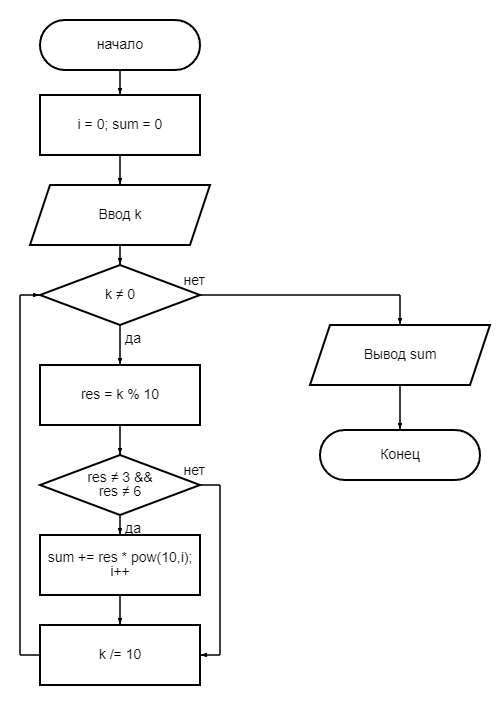 начало
i = 0; sum = 0
Ввод k
k ≠ 0
нет
да
Вывод sum
res = k % 10
Конец
res ≠ 3 &&
res ≠ 6
нет
да
sum += res * pow(10,i);
i++
k /= 10